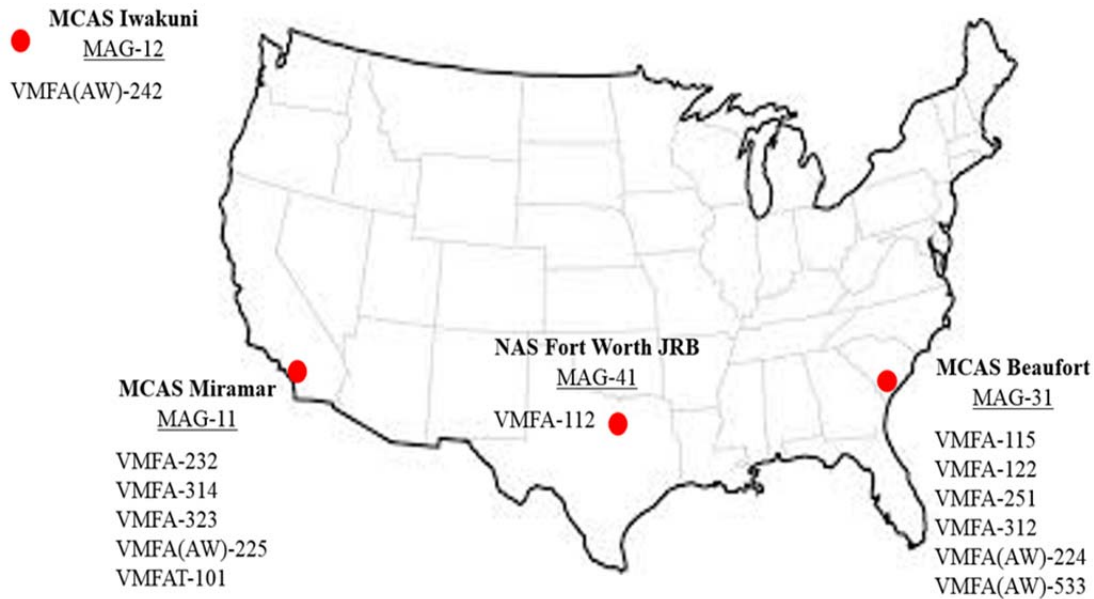 MCAS Iwakuni
MAG-12
VMFA(AW)-242
MCAS Miramar
MAG-11
VMFA-232
VMFA-314
VMFA-323
VMFA(AW)-225
VMFAT-101
NAS Fort Worth JRB
MAG-41
VMFA-112
MCAS Beaufort
MAG-31
VMFA-115
VMFA-122
VMFA-251
VMFA-312
VMFA(AW)-224
VMFA(AW)-533